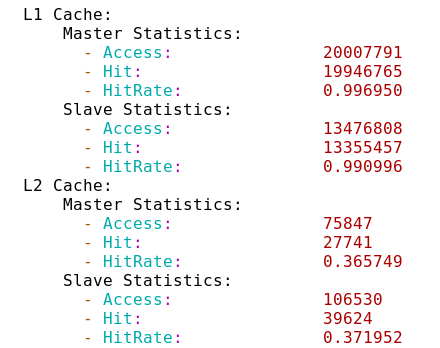 L1 Cache:
Master Statistics:
- Access: 20007791
- Hit: 19946765
- HitRate: 0.996950
Slave Statistics:
- Access: 13476808
- Hit: 13355457
- HitRate: 0.990996
L2 Cache:
Master Statistics:
- Access: 75847
- Hit: 27741
- HitRate: 0.365749
Slave Statistics:
- Access: 106530
- Hit: 39624
- HitRate: 0.371952